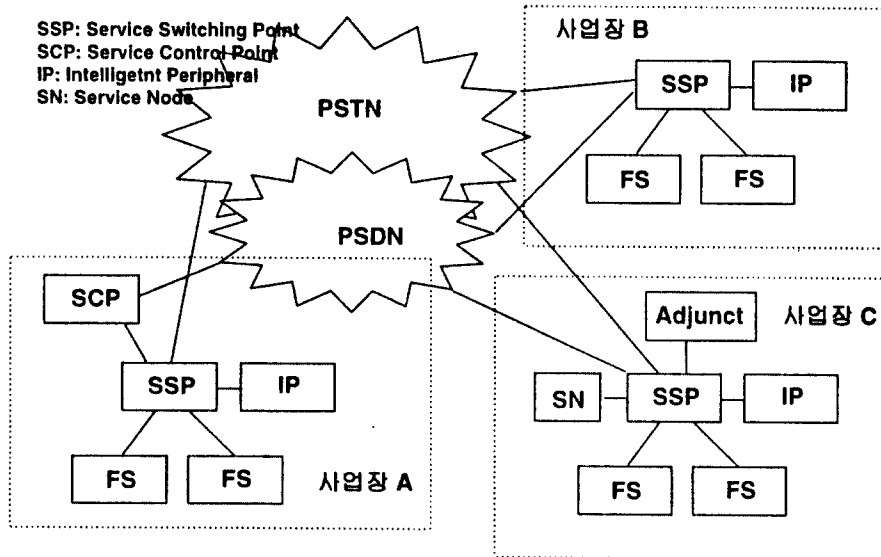 SSP: Service Switching Point
SCP: Service Control Point
IP: Intelligetnt Peripheral
SN: Service Node
PSTN
PSDN
사업장 B
SSP
IP
FS
FS
SCP
SSP
IP
FS
FS
사업장 A
Adjunct
사업장 C
SN
SSP
IP
FS
FS